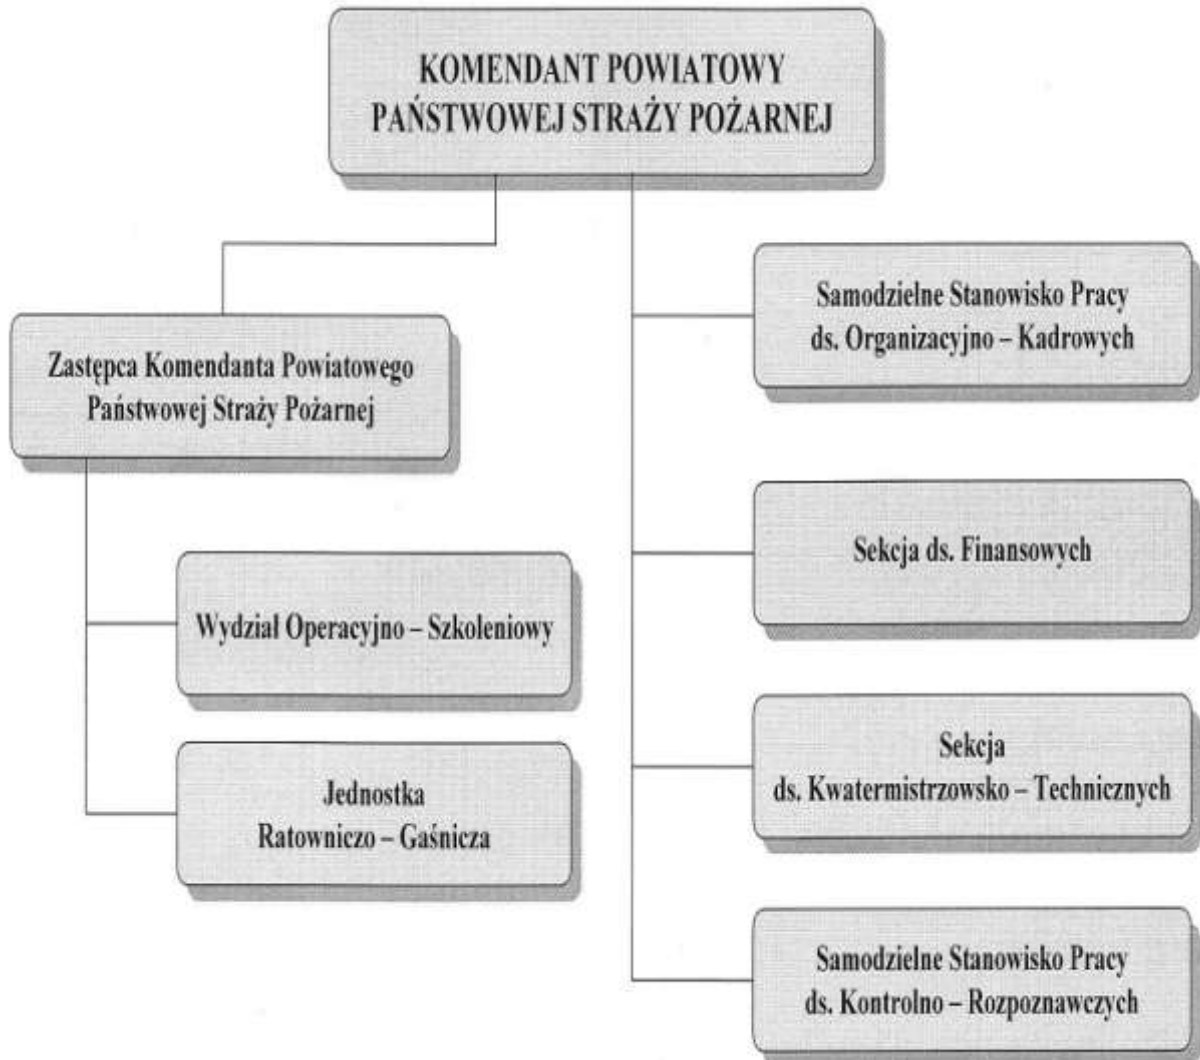 KOMENDANT POWIATOWY
PAŃSTWOWEJ STRAŻY POŻARNEJ
Zastępca Komendanta Powiatowego
Państwowej Straży Pożarnej
Wydział Operacyjno – Szkoleniowy
Jednostka
Ratowniczo – Gaśnicza
Samodzielne Stanowisko Pracy
ds. Organizacyjno – Kadrowych
Sekcja ds. Finansowych
Sekcja
ds. Kwatermistrzowsko – Technicznych
Samodzielne Stanowisko Pracy
ds. Kontrolno – Rozpoznawczych